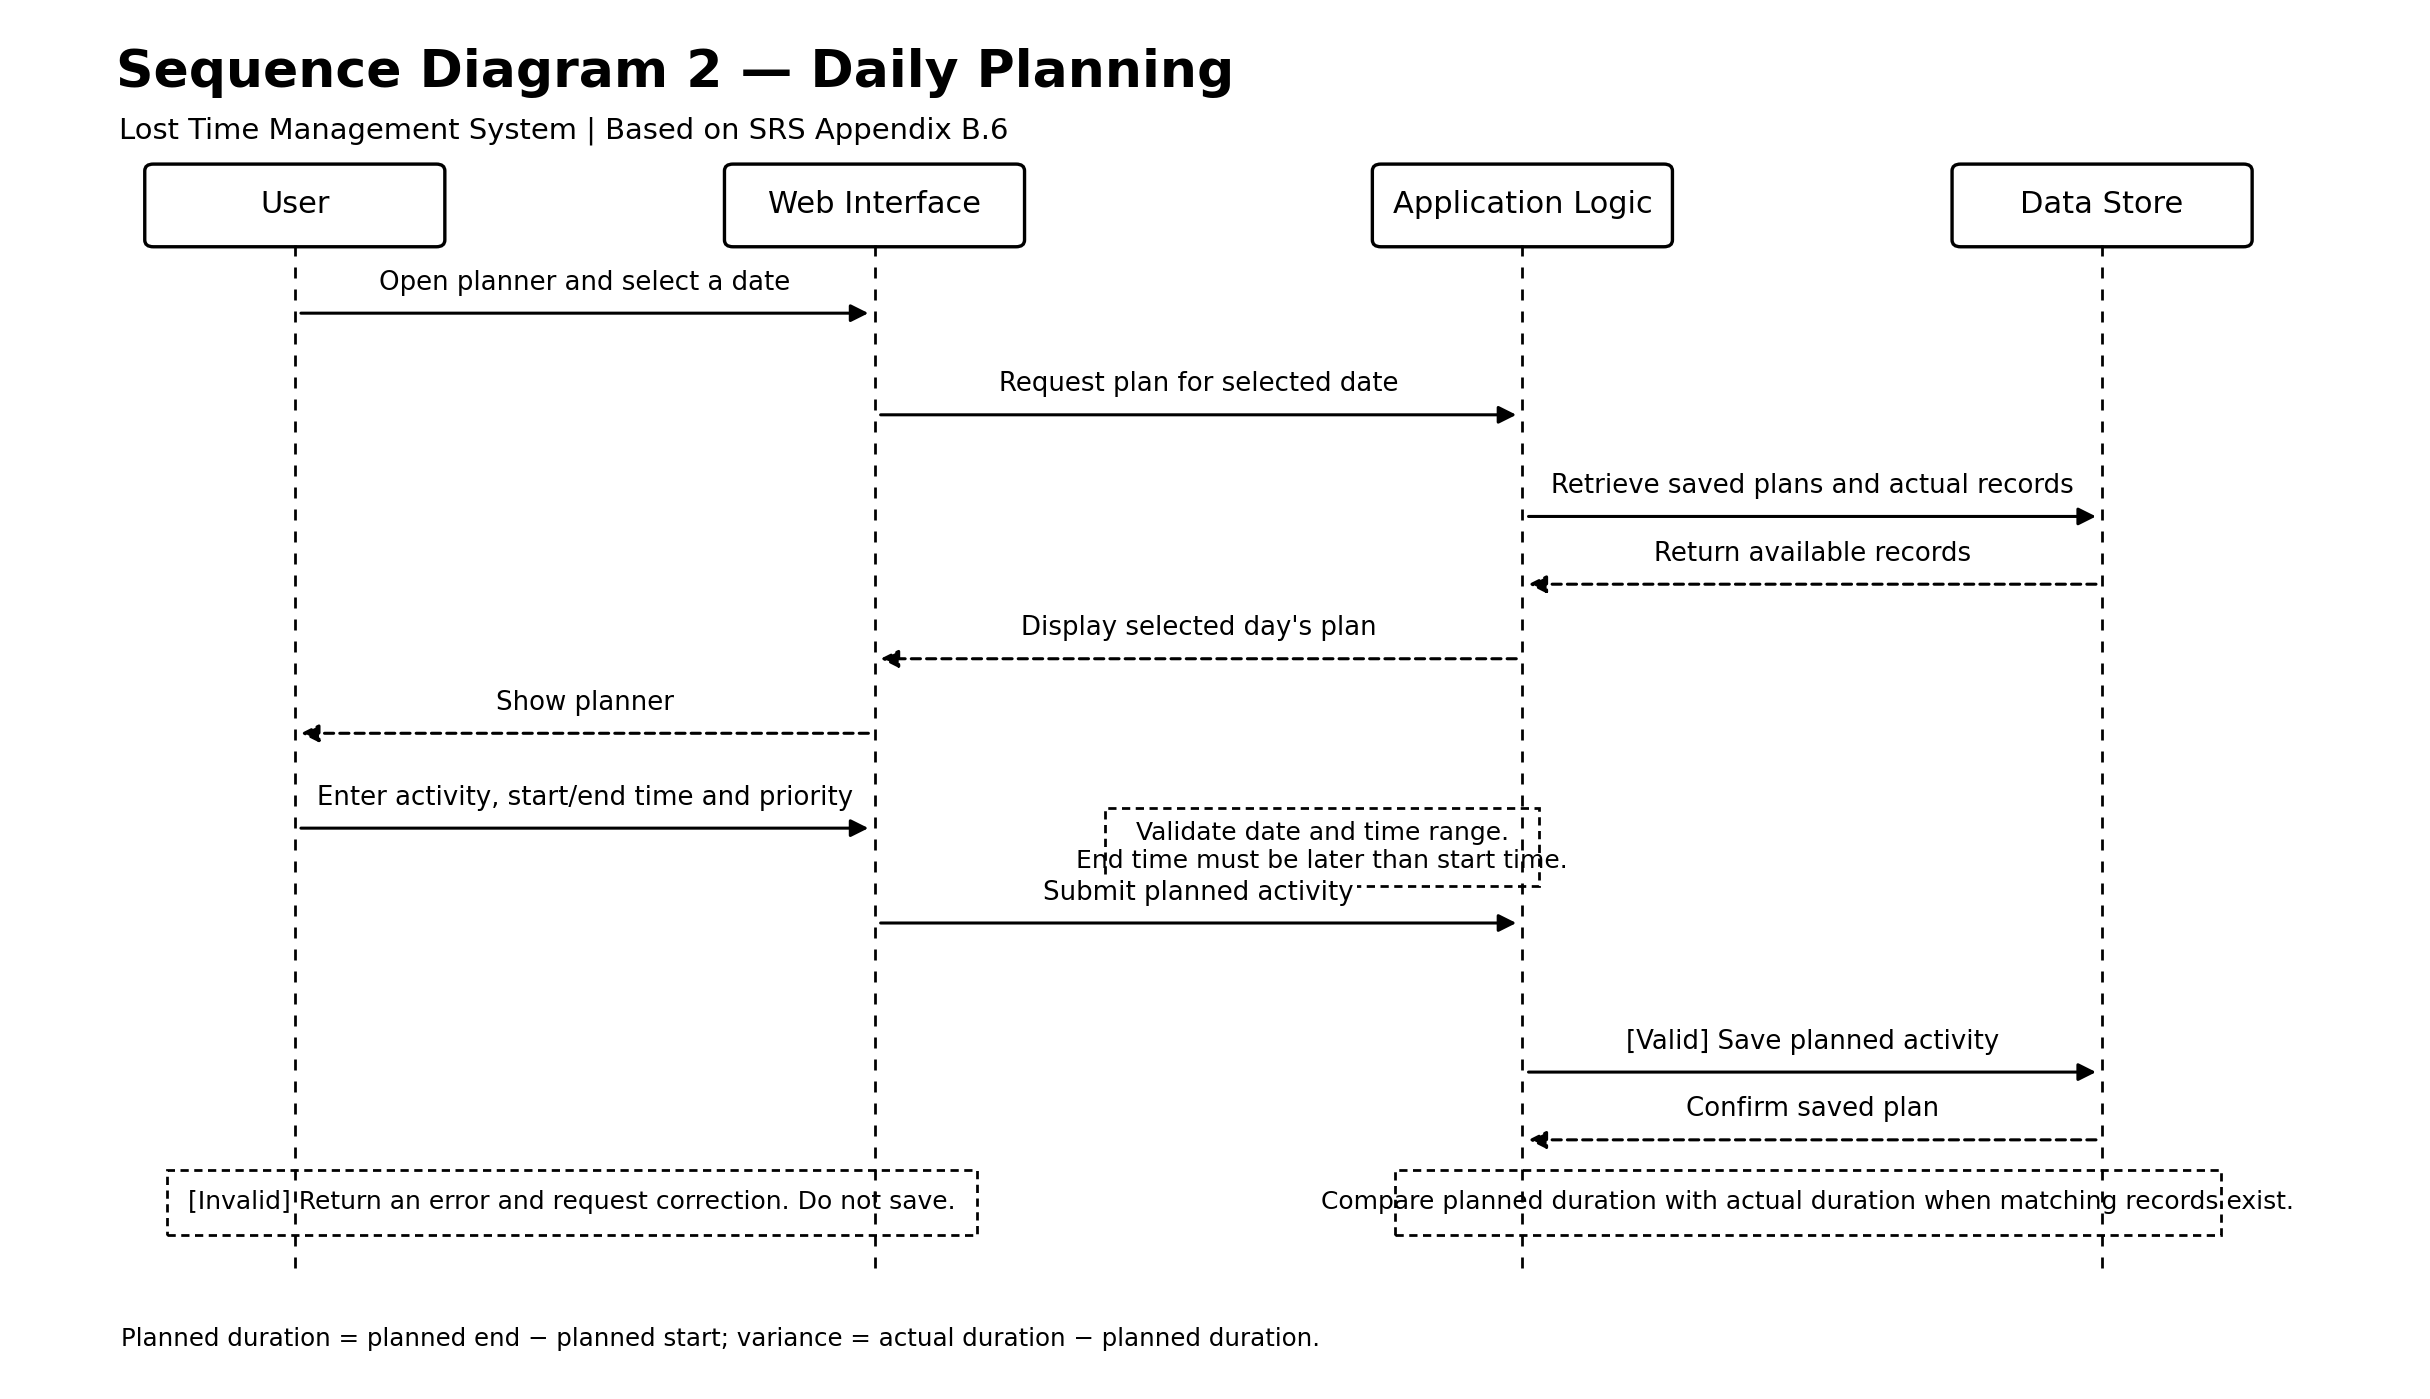 Sequence Diagram 2 — Daily Planning
Lost Time Management System | Based on SRS Appendix B.6
User
Web Interface
Application Logic
Data Store
Open planner and select a date
Request plan for selected date
Retrieve saved plans and actual records
Return available records
Display selected day's plan
Show planner
Enter activity, start/end time and priority
Validate date and time range.
End time must be later than start time.
Submit planned activity
[Valid] Save planned activity
Confirm saved plan
[Invalid] Return an error and request correction. Do not save.
Compare planned duration with actual duration when matching records exist.
Planned duration = planned end − planned start; variance = actual duration − planned duration.